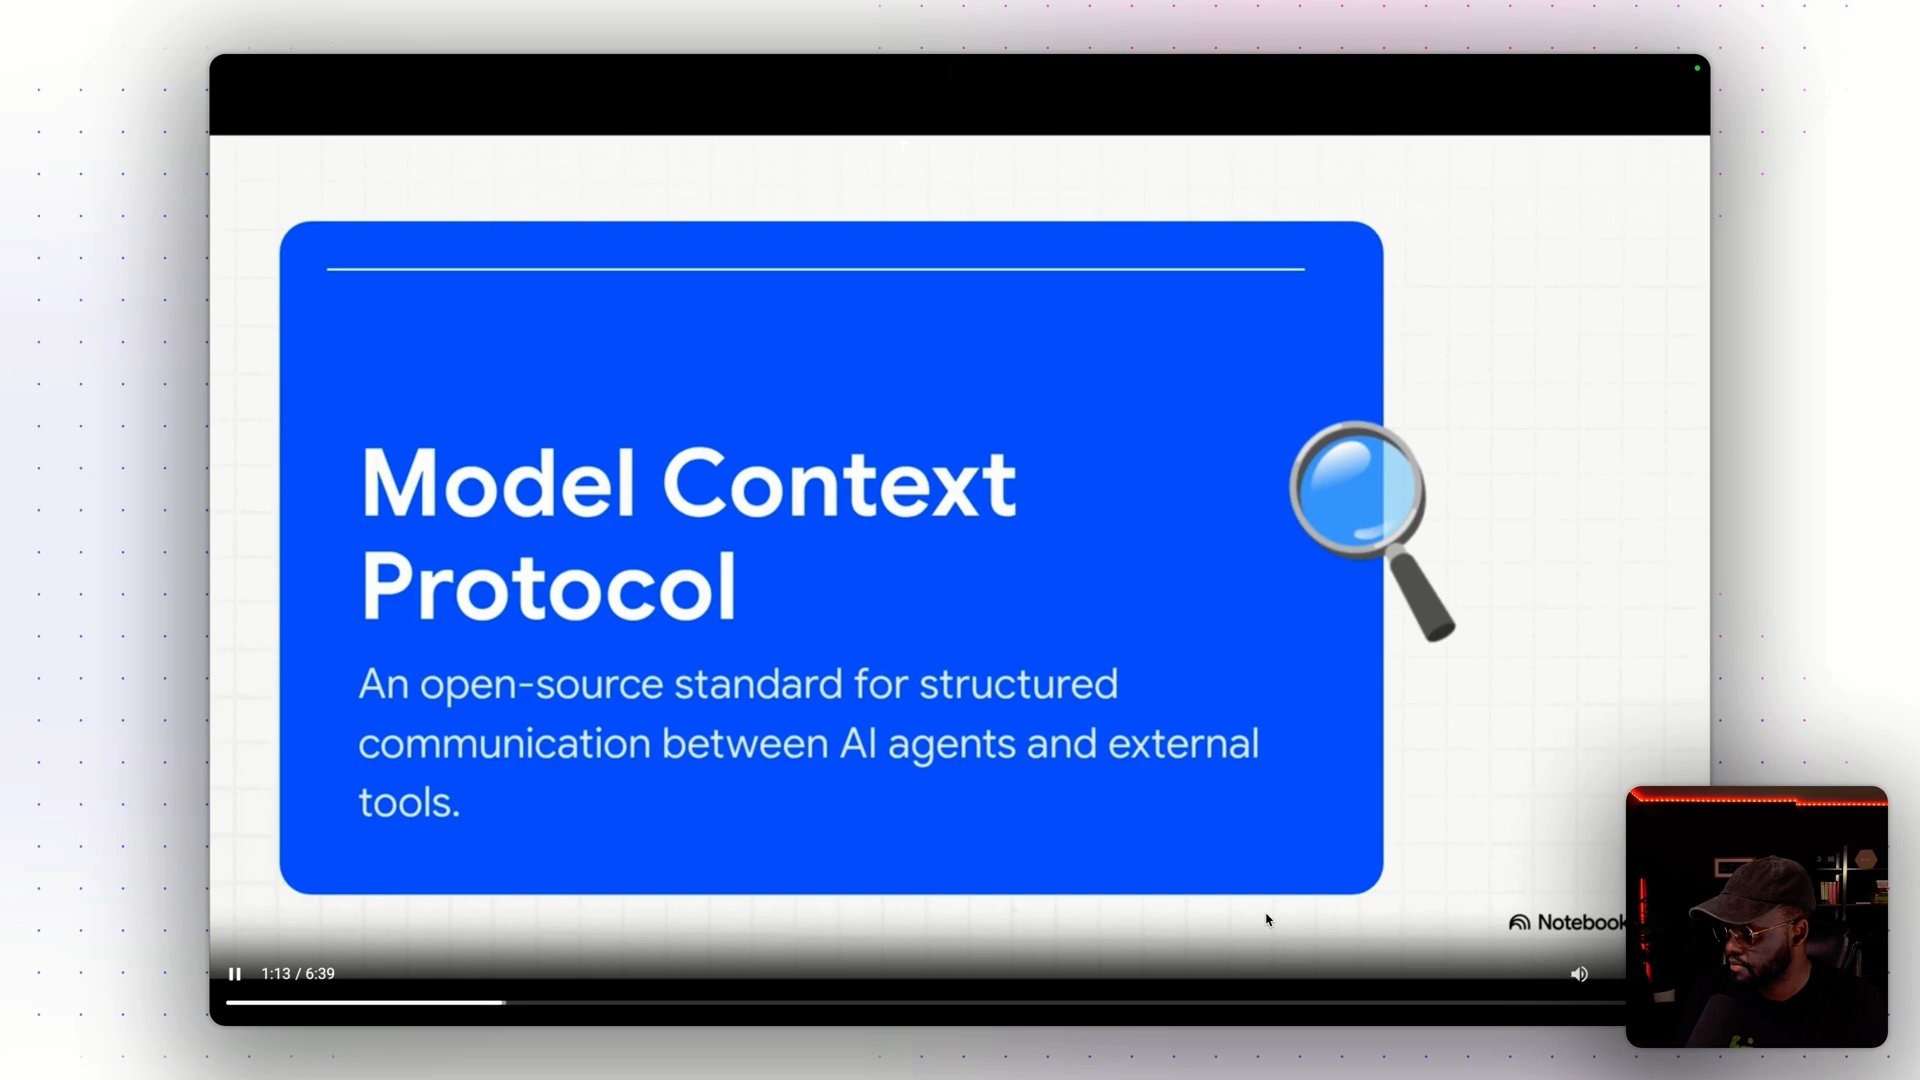 Model Context
Protocol
An open-source standard for structured
communication between AI agents and external
tools.
Notebook
1:13 / 6:39